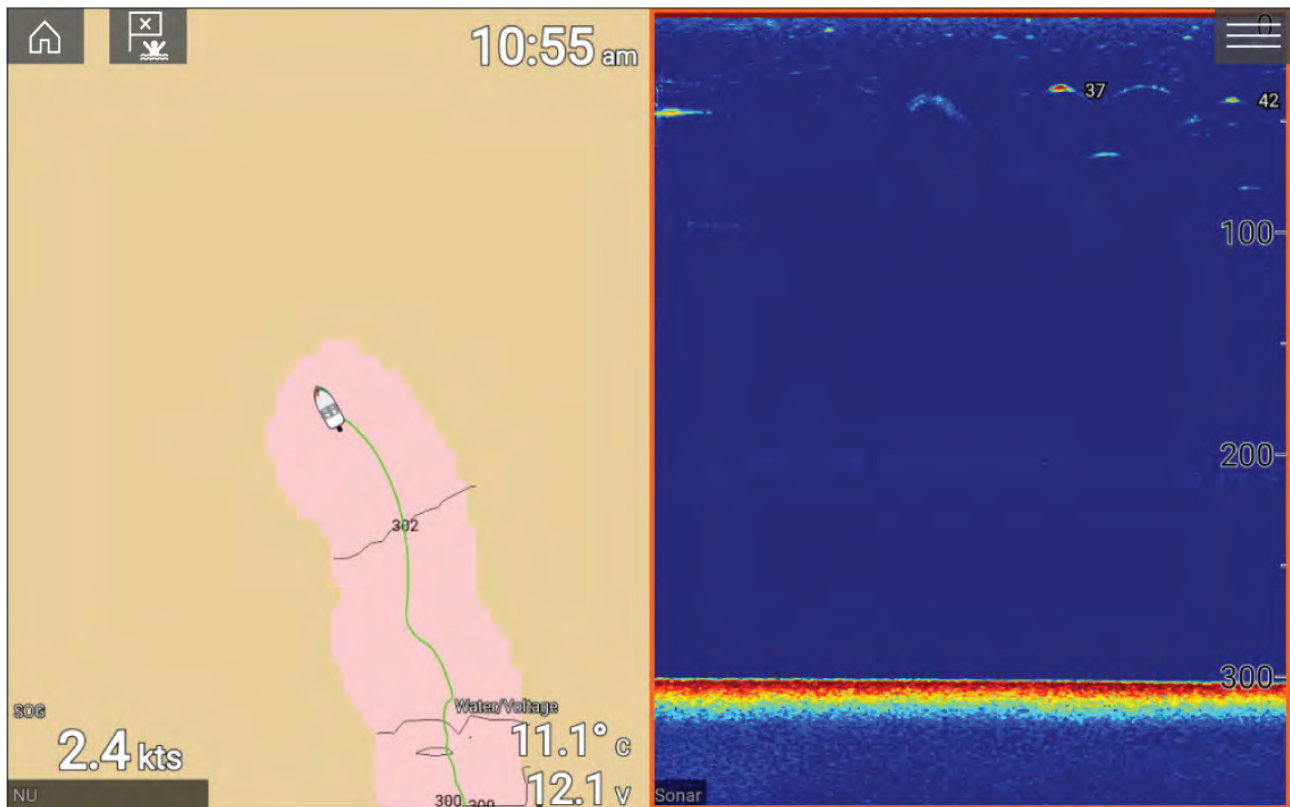 10:55 am
302
SOG
2.4 kts
Water/Voltage
11.1° c
12.1 v
NU
300 300
0
37
42
100
200
300
Sonar